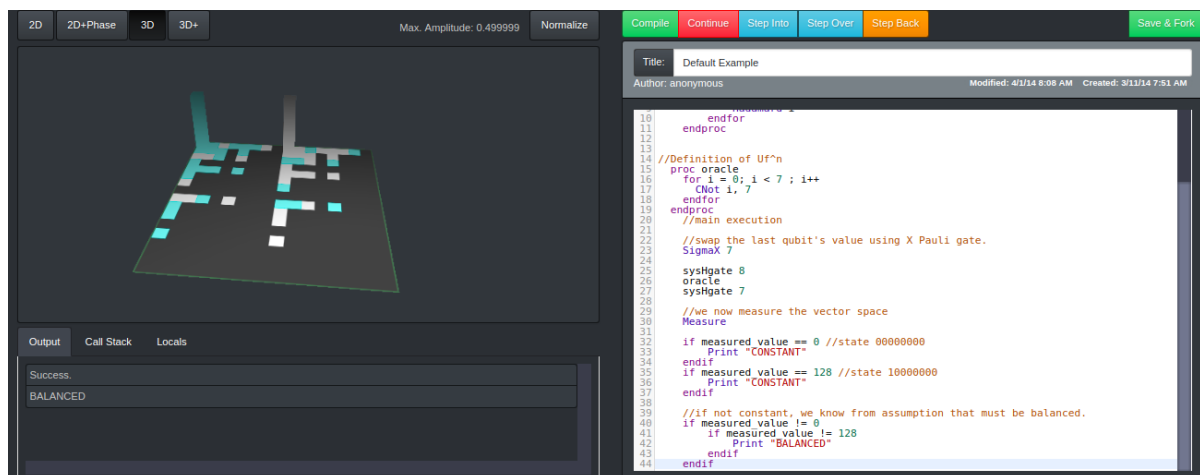 2D 2D+Phase 3D 3D+ Max. Amplitude: 0.499999 Normalize
Output Call Stack Locals
Success.
BALANCED
Compile Continue Step Into Step Over Step Back Save & Fork
Title: Default Example
Author: anonymous Modified: 4/1/14 8:08 AM Created: 3/11/14 7:51 AM
10 endfor
11 endproc
12
13
14 //Definition of Uf^n
15 proc oracle
16 for i = 0; i < 7 ; i++
17 CNot i, 7
18 endfor
19 endproc
20 //main execution
21
22 //swap the last qubit's value using X Pauli gate.
23 SigmaX 7
24
25 sysHgate 8
26 oracle
27 sysHgate 7
28
29 //we now measure the vector space
30 Measure
31
32 if measured_value == 0 //state 00000000
33 Print "CONSTANT"
34 endif
35 if measured_value == 128 //state 10000000
36 Print "CONSTANT"
37 endif
38
39 //if not constant, we know from assumption that must be balanced.
40 if measured_value != 0
41 if measured_value != 128
42 Print "BALANCED"
43 endif
44 endif